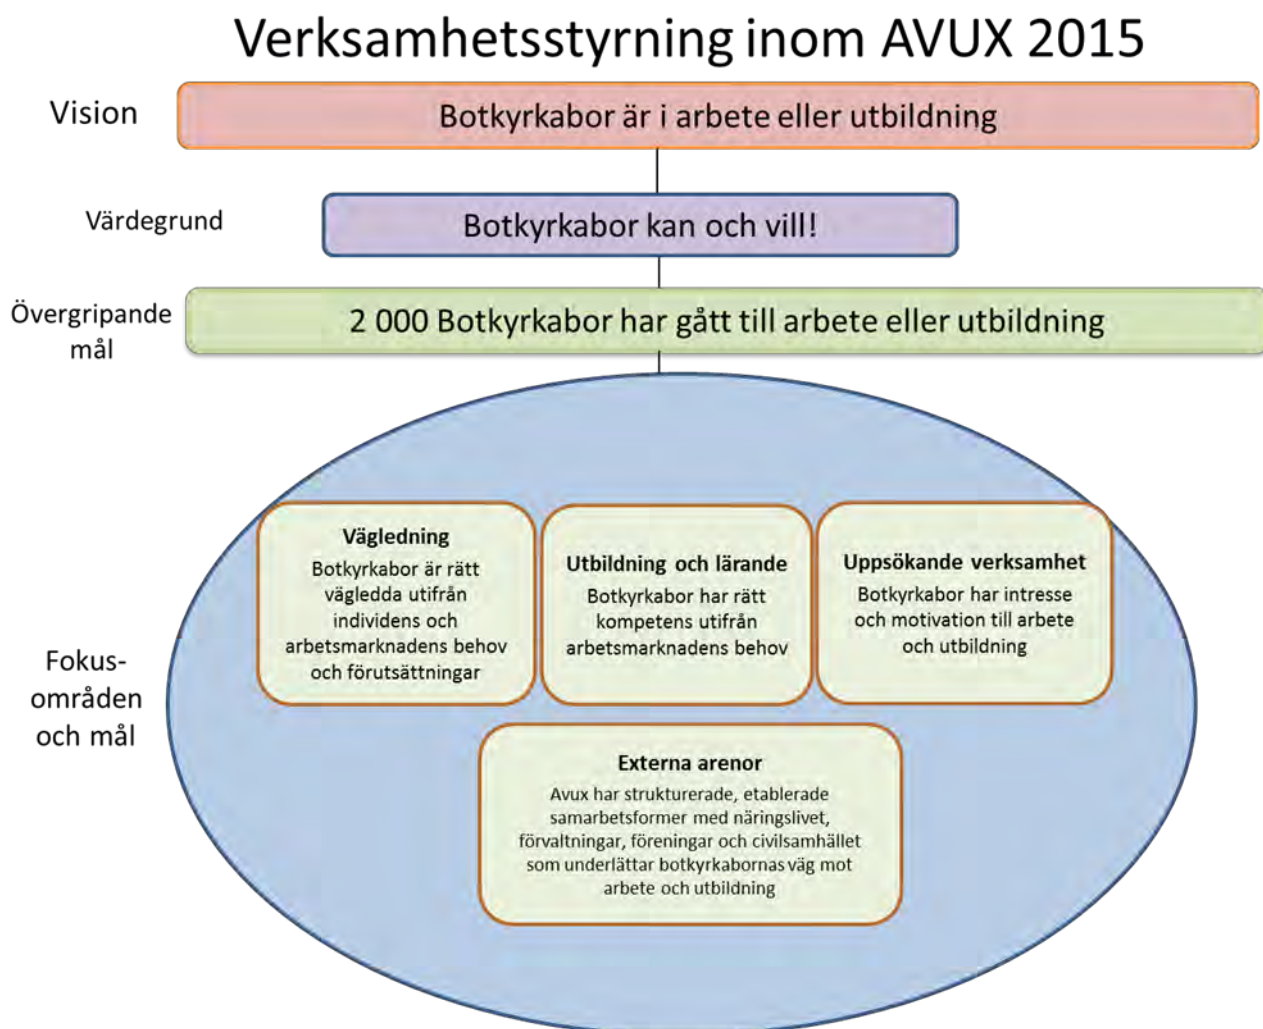 Verksamhetsstyrning inom AVUX 2015
Vision
Botkyrkabor är i arbete eller utbildning
Värdegrund
Botkyrkabor kan och vill!
Övergripande
mål
2 000 Botkyrkabor har gått till arbete eller utbildning
Fokus-
områden
och mål
Vägledning
Botkyrkabor är rätt
vägledda utifrån
individens och
arbetsmarknadens behov
och förutsättningar
Utbildning och lärande
Botkyrkabor har rätt
kompetens utifrån
arbetsmarknadens behov
Uppsökande verksamhet
Botkyrkabor har intresse
och motivation till arbete
och utbildning
Externa arenor
Avux har strukturerade, etablerade
samarbetsformer med näringslivet,
förvaltningar, föreningar och civilsamhället
som underlättar botkyrkabornas väg mot
arbete och utbildning